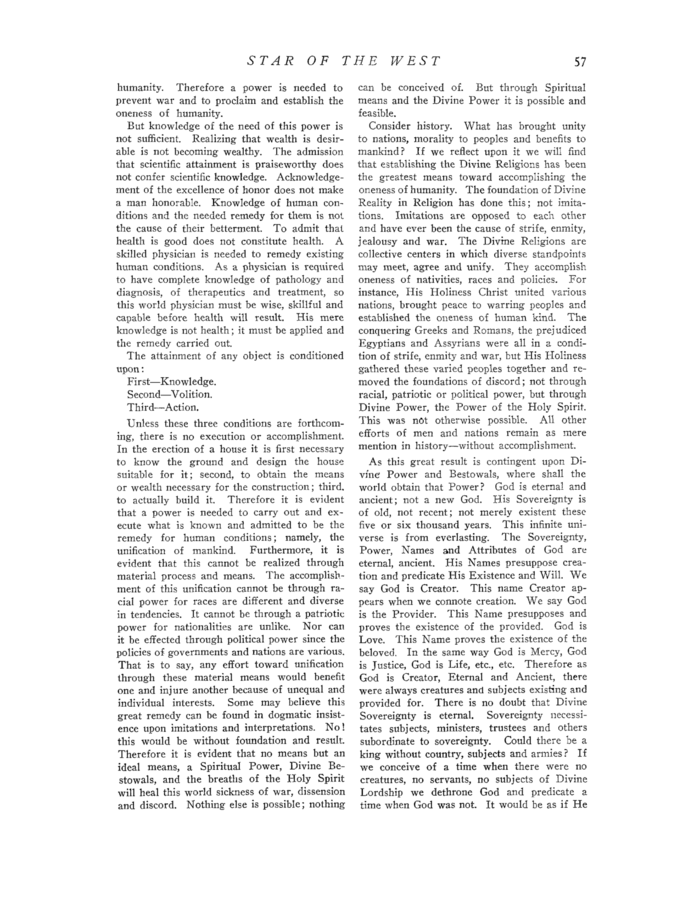 STAR OF THE WEST 57
humanity. Therefore a power is needed to
prevent war and to proclaim and establish the
oneness of humanity.
But knowledge of the need of this power is
not sufficient. Realizing that wealth is desir-
able is not becoming wealthy. The admission
that scientific attainment is praiseworthy does
not confer scientific knowledge. Acknowledge-
ment of the excellence of honor does not make
a man honorable. Knowledge of human con-
ditions and the needed remedy for them is not
the cause of their betterment. To admit that
health is good does not constitute health. A
skilled physician is needed to remedy existing
human conditions. As a physician is required
to have complete knowledge of pathology and
diagnosis, of therapeutics and treatment, so
this world physician must be wise, skillful and
capable before health will result. His mere
knowledge is not health; it must be applied and
the remedy carried out.
The attainment of any object is conditioned
upon:
First—Knowledge.
Second—Volition.
Third—Action.
Unless these three conditions are forthcom-
ing, there is no execution or accomplishment.
In the erection of a house it is first necessary
to know the ground and design the house
suitable for it; second, to obtain the means
or wealth necessary for the construction; third,
to actually build it. Therefore it is evident
that a power is needed to carry out and ex-
ecute what is known and admitted to be the
remedy for human conditions; namely, the
unification of mankind. Furthermore, it is
evident that this cannot be realized through
material process and means. The accomplish-
ment of this unification cannot be through ra-
cial power for races are different and diverse
in tendencies. It cannot be through a patriotic
power for nationalities are unlike. Nor can
it be effected through political power since the
policies of governments and nations are various.
That is to say, any effort toward unification
through these material means would benefit
one and injure another because of unequal and
individual interests. Some may believe this
great remedy can be found in dogmatic insist-
ence upon imitations and interpretations. No!
this would be without foundation and result.
Therefore it is evident that no means but an
ideal means, a Spiritual Power, Divine Be-
stowals, and the breaths of the Holy Spirit
will heal this world sickness of war, dissension
and discord. Nothing else is possible; nothing
can be conceived of. But through Spiritual
means and the Divine Power it is possible and
feasible.
Consider history. What has brought unity
to nations, morality to peoples and benefits to
mankind? If we reflect upon it we will find
that establishing the Divine Religions has been
the greatest means toward accomplishing the
oneness of humanity. The foundation of Divine
Reality in Religion has done this; not imita-
tions. Imitations are opposed to each other
and have ever been the cause of strife, enmity,
jealousy and war. The Divine Religions are
collective centers in which diverse standpoints
may meet, agree and unify. They accomplish
oneness of nativities, races and policies. For
instance, His Holiness Christ united various
nations, brought peace to warring peoples and
established the oneness of human kind. The
conquering Greeks and Romans, the prejudiced
Egyptians and Assyrians were all in a condi-
tion of strife, enmity and war, but His Holiness
gathered these varied peoples together and re-
moved the foundations of discord; not through
racial, patriotic or political power, but through
Divine Power, the Power of the Holy Spirit.
This was not otherwise possible. All other
efforts of men and nations remain as mere
mention in history—without accomplishment.
As this great result is contingent upon Di-
vine Power and Bestowals, where shall the
world obtain that Power? God is eternal and
ancient; not a new God. His Sovereignty is
of old, not recent; not merely existent these
five or six thousand years. This infinite uni-
verse is from everlasting. The Sovereignty,
Power, Names and Attributes of God are
eternal, ancient. His Names presuppose crea-
tion and predicate His Existence and Will. We
say God is Creator. This name Creator ap-
pears when we connote creation. We say God
is the Provider. This Name presupposes and
proves the existence of the provided. God is
Love. This Name proves the existence of the
beloved. In the same way God is Mercy, God
is Justice, God is Life, etc., etc. Therefore as
God is Creator, Eternal and Ancient, there
were always creatures and subjects existing and
provided for. There is no doubt that Divine
Sovereignty is eternal. Sovereignty necessi-
tates subjects, ministers, trustees and others
subordinate to sovereignty. Could there be a
king without country, subjects and armies? If
we conceive of a time when there were no
creatures, no servants, no subjects of Divine
Lordship we dethrone God and predicate a
time when God was not. It would be as if He